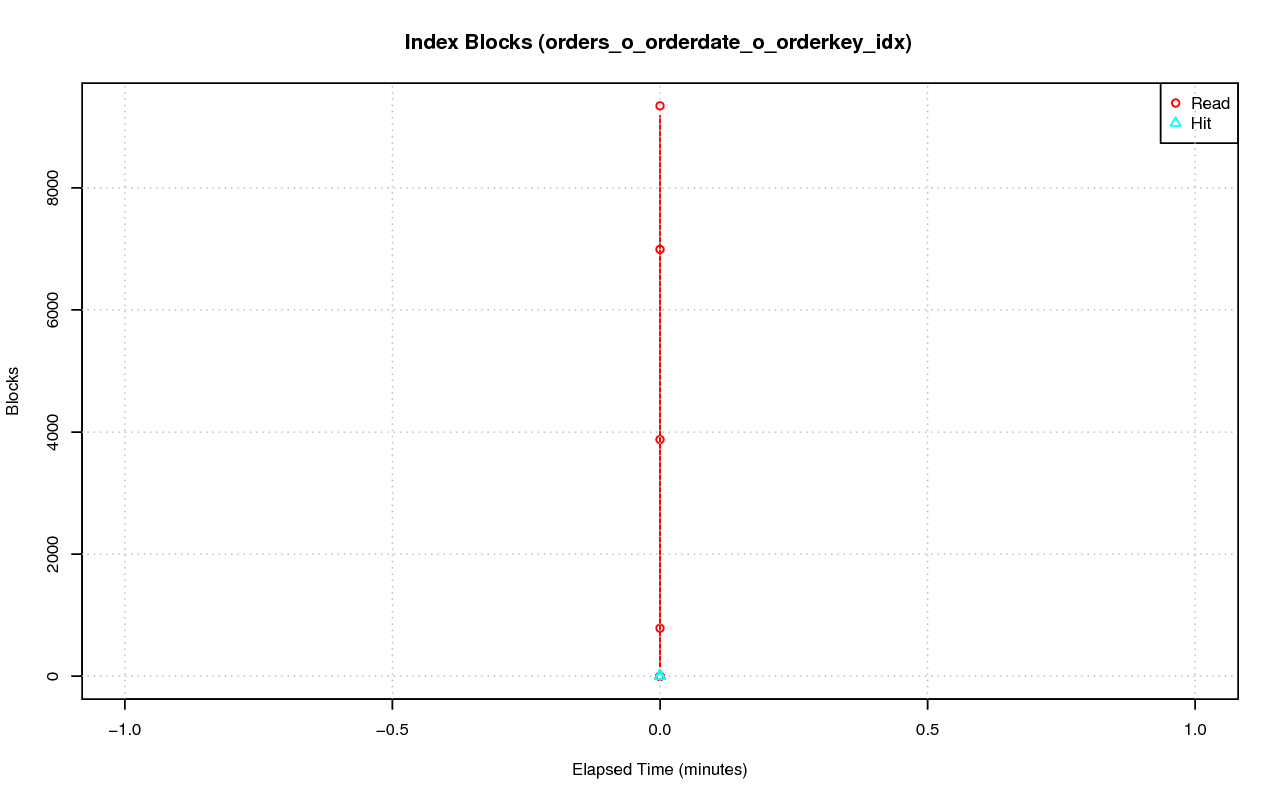 Index Blocks (orders_o_orderdate_o_orderkey_idx)
Read
Hit
8000
6000
4000
2000
0
Blocks
−1.0
−0.5
0.0
0.5
1.0
Elapsed Time (minutes)